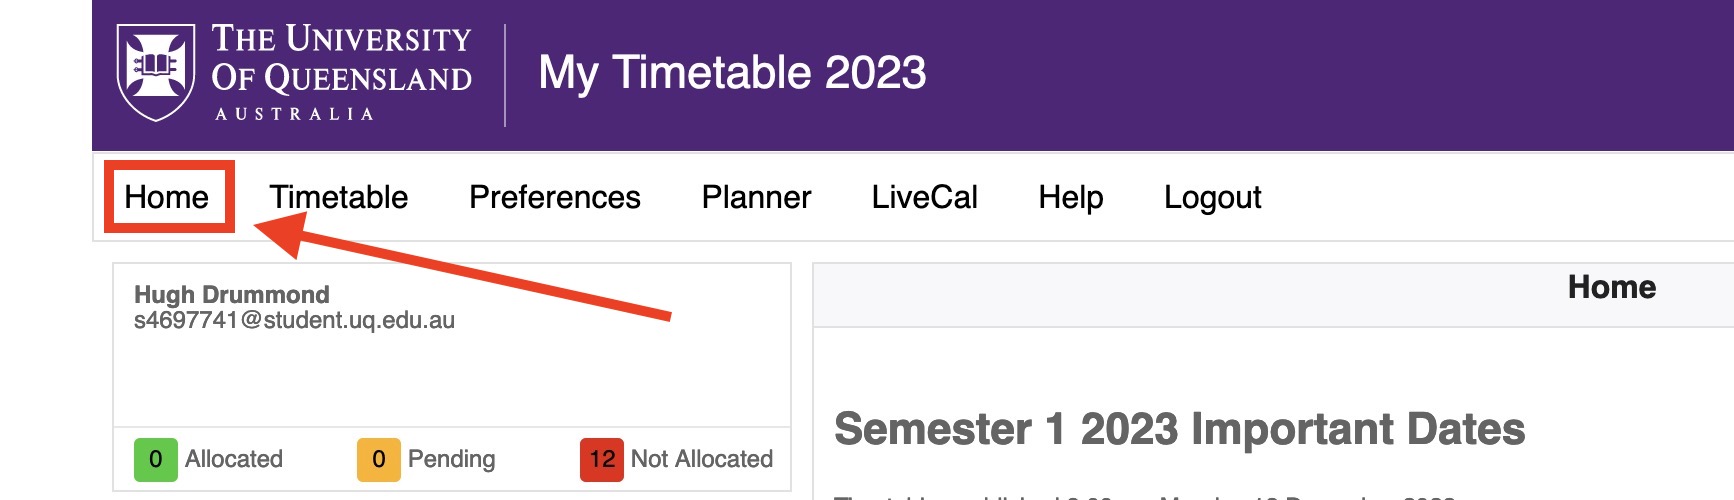 THE UNIVERSITY
OF QUEENSLAND
AUSTRALIA
My Timetable 2023
Home Timetable Preferences Planner LiveCal Help Logout
Hugh Drummond
s4697741@student.uq.edu.au
0 Allocated 0 Pending 12 Not Allocated
Home
Semester 1 2023 Important Dates